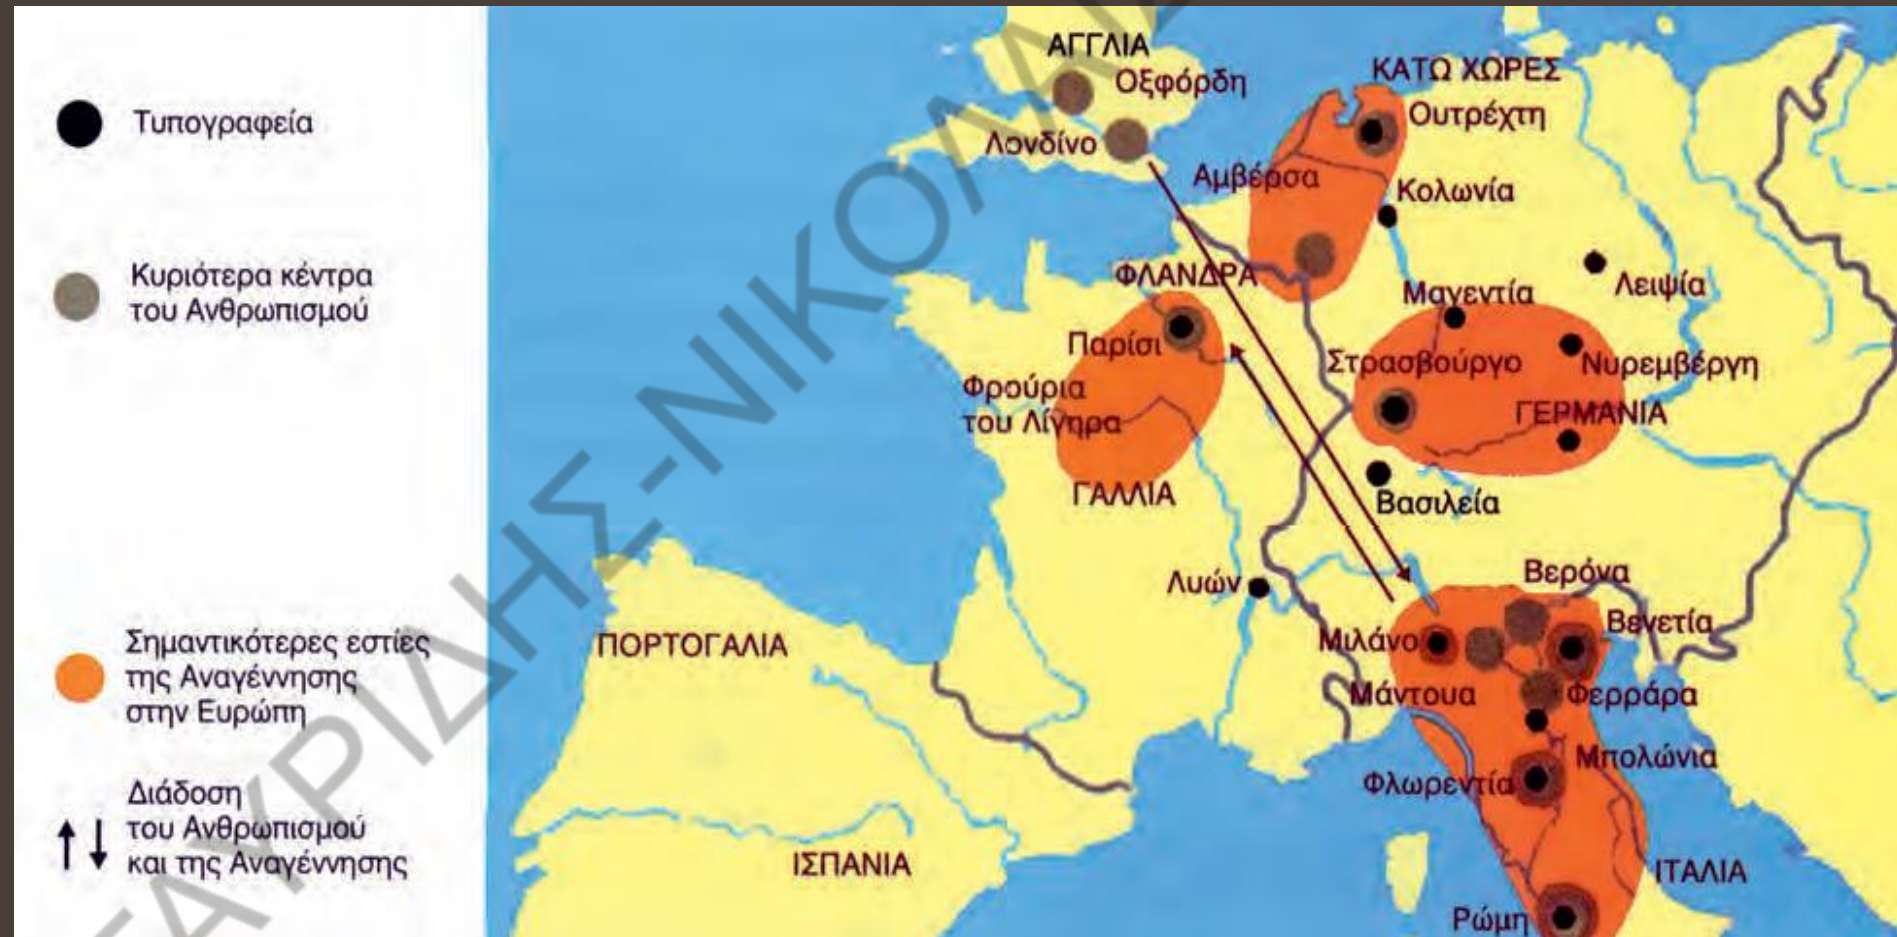 Τυπογραφεία
Κυριότερα κέντρα
του Ανθρωπισμού
Σημαντικότερες εστίες
της Αναγέννησης
στην Ευρώπη
Διάδοση
του Ανθρωπισμού
και της Αναγέννησης
ΑΓΓΛΙΑ
Οξφόρδη
Λονδίνο
ΚΑΤΩ ΧΩΡΕΣ
Ουτρέχτη
Αμβέρσα
Κολωνία
ΦΛΑΝΔΡΑ
Μαγεντία
Λειψία
Παρίσι
Στρασβούργο
Νυρεμβέργη
Φρούρια
του Λίγηρα
ΓΕΡΜΑΝΙΑ
ΓΑΛΛΙΑ
Βασιλεία
Λυών
Βερόνα
Βενετία
ΠΟΡΤΟΓΑΛΙΑ
Μιλάνο
Μάντουα
Φερράρα
Μπολώνια
Φλωρεντία
ΙΣΠΑΝΙΑ
ΙΤΑΛΙΑ
Ρώμη